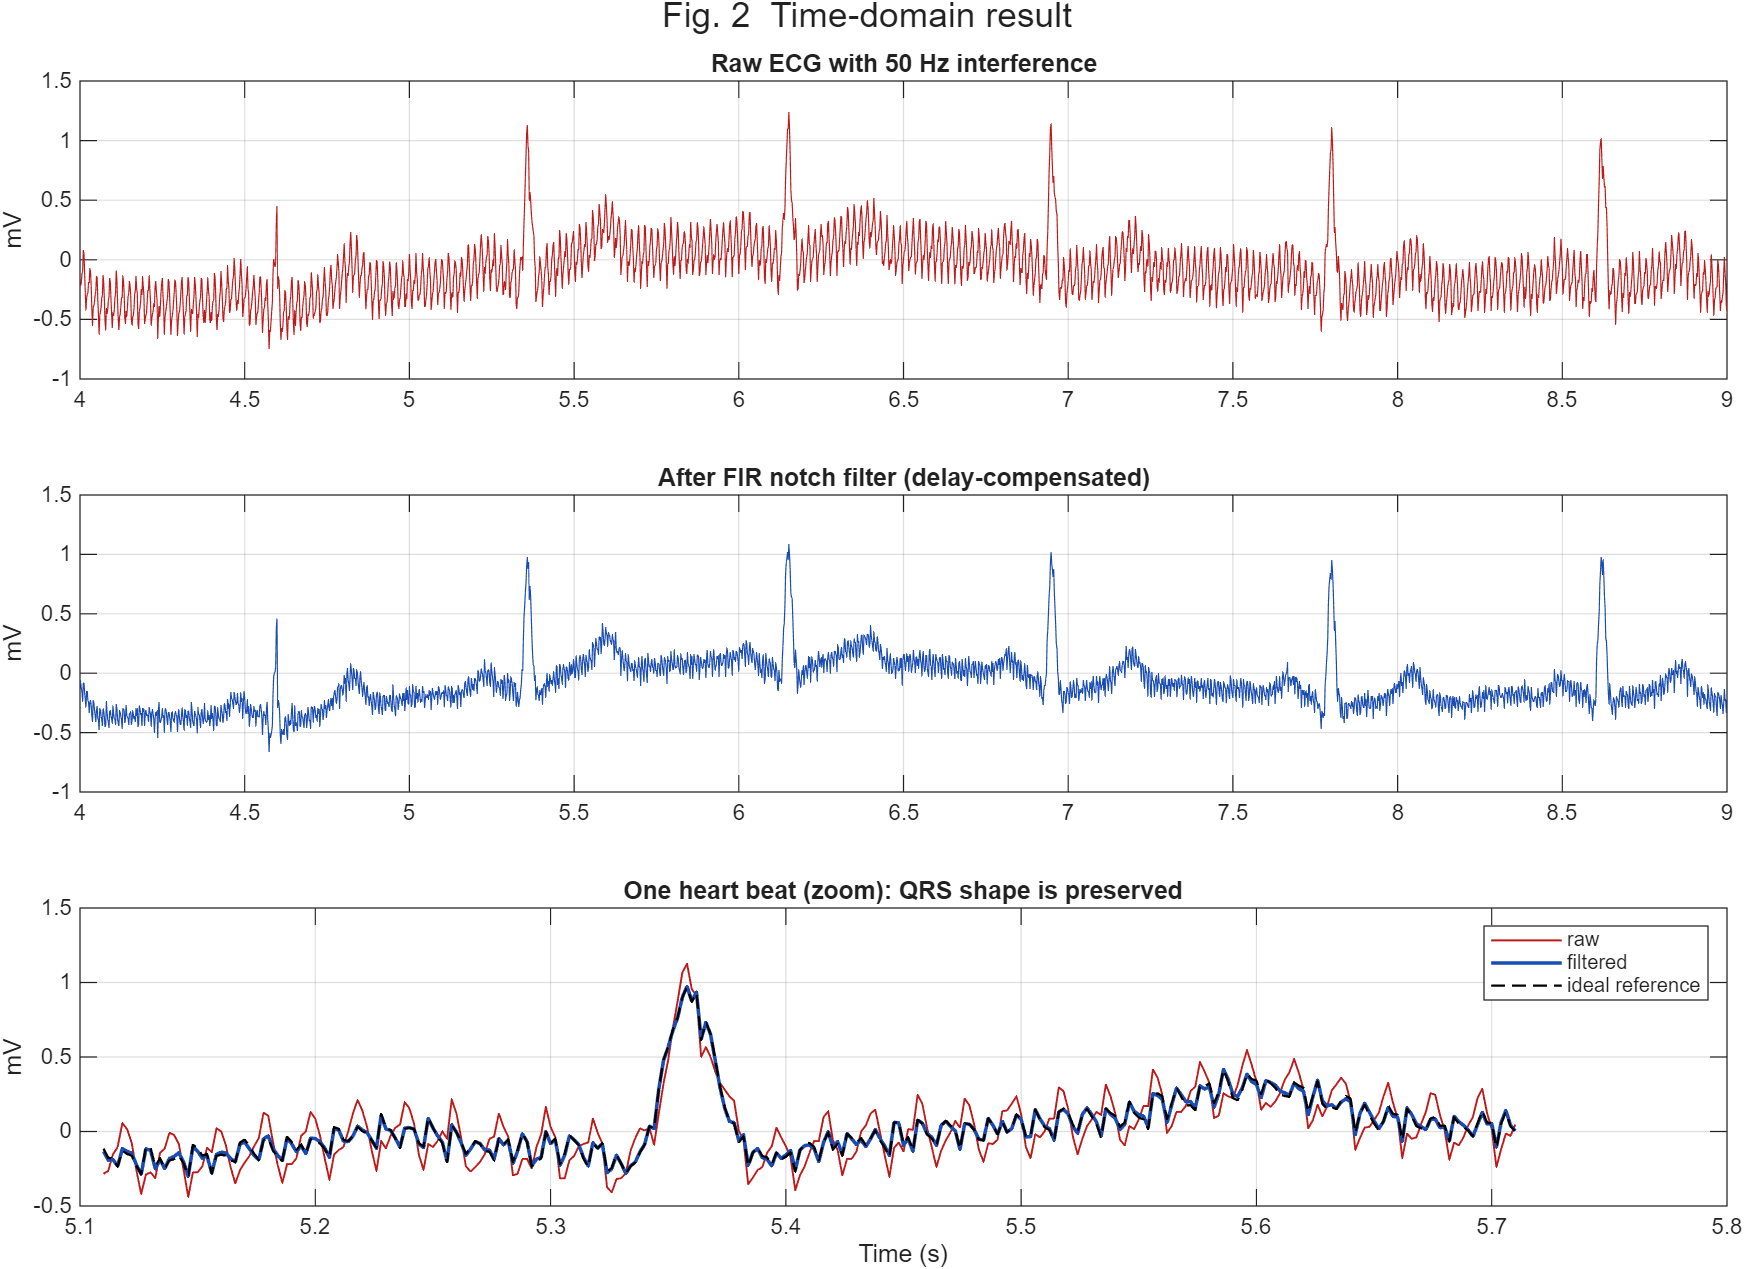 Fig. 2  Time-domain result
Raw ECG with 50 Hz interference
1.5
1
0.5
0
-0.5
-1
mV
4 4.5 5 5.5 6 6.5 7 7.5 8 8.5 9
After FIR notch filter (delay-compensated)
1.5
1
0.5
0
-0.5
-1
mV
4 4.5 5 5.5 6 6.5 7 7.5 8 8.5 9
One heart beat (zoom): QRS shape is preserved
1.5
1
0.5
0
-0.5
mV
raw
filtered
ideal reference
5.1 5.2 5.3 5.4 5.5 5.6 5.7 5.8
Time (s)